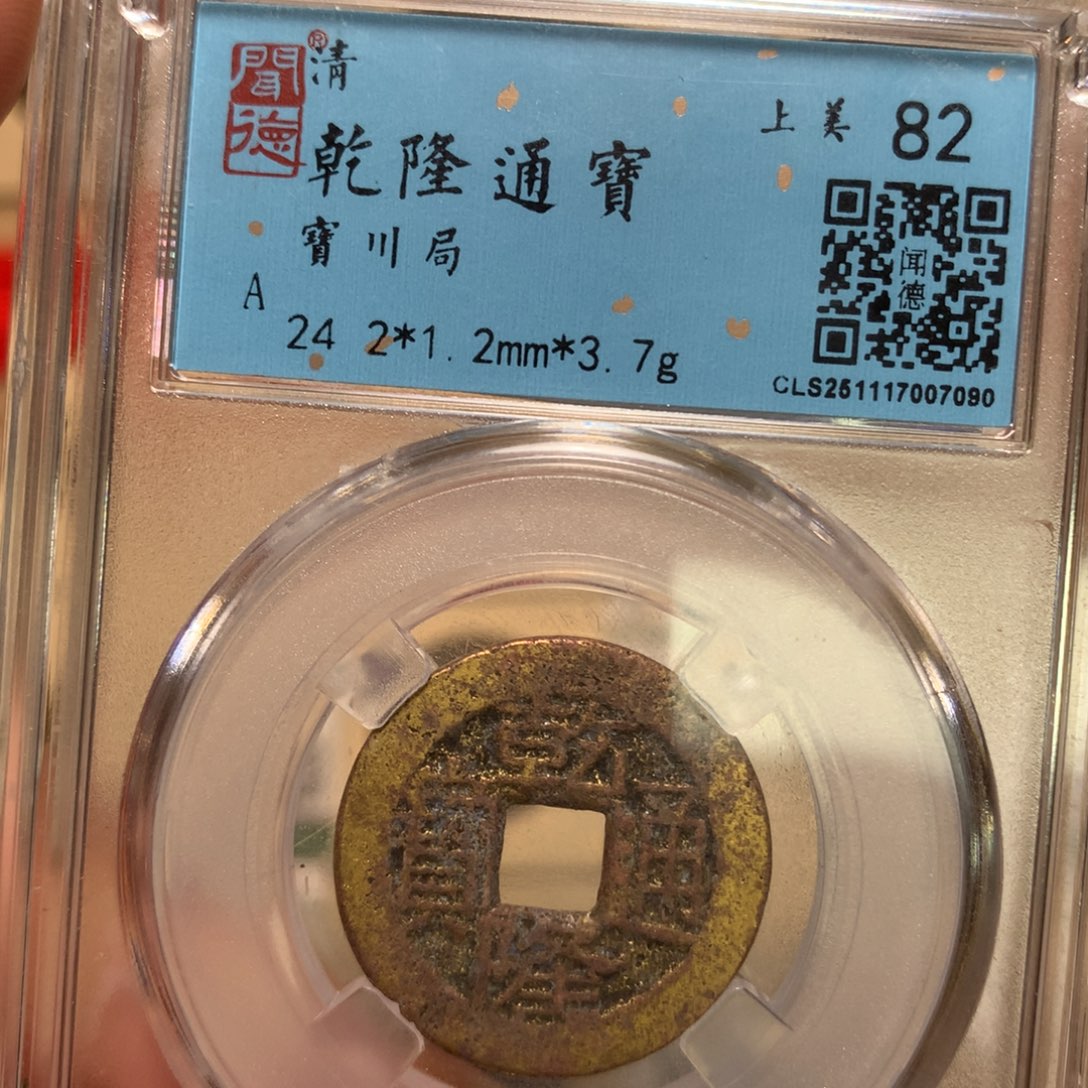 聞德®
清
上美 82
乾隆通寶
寶川局
闻德
A
24 2*1.2mm*3.7g
CLS251117007090
乾隆通寶